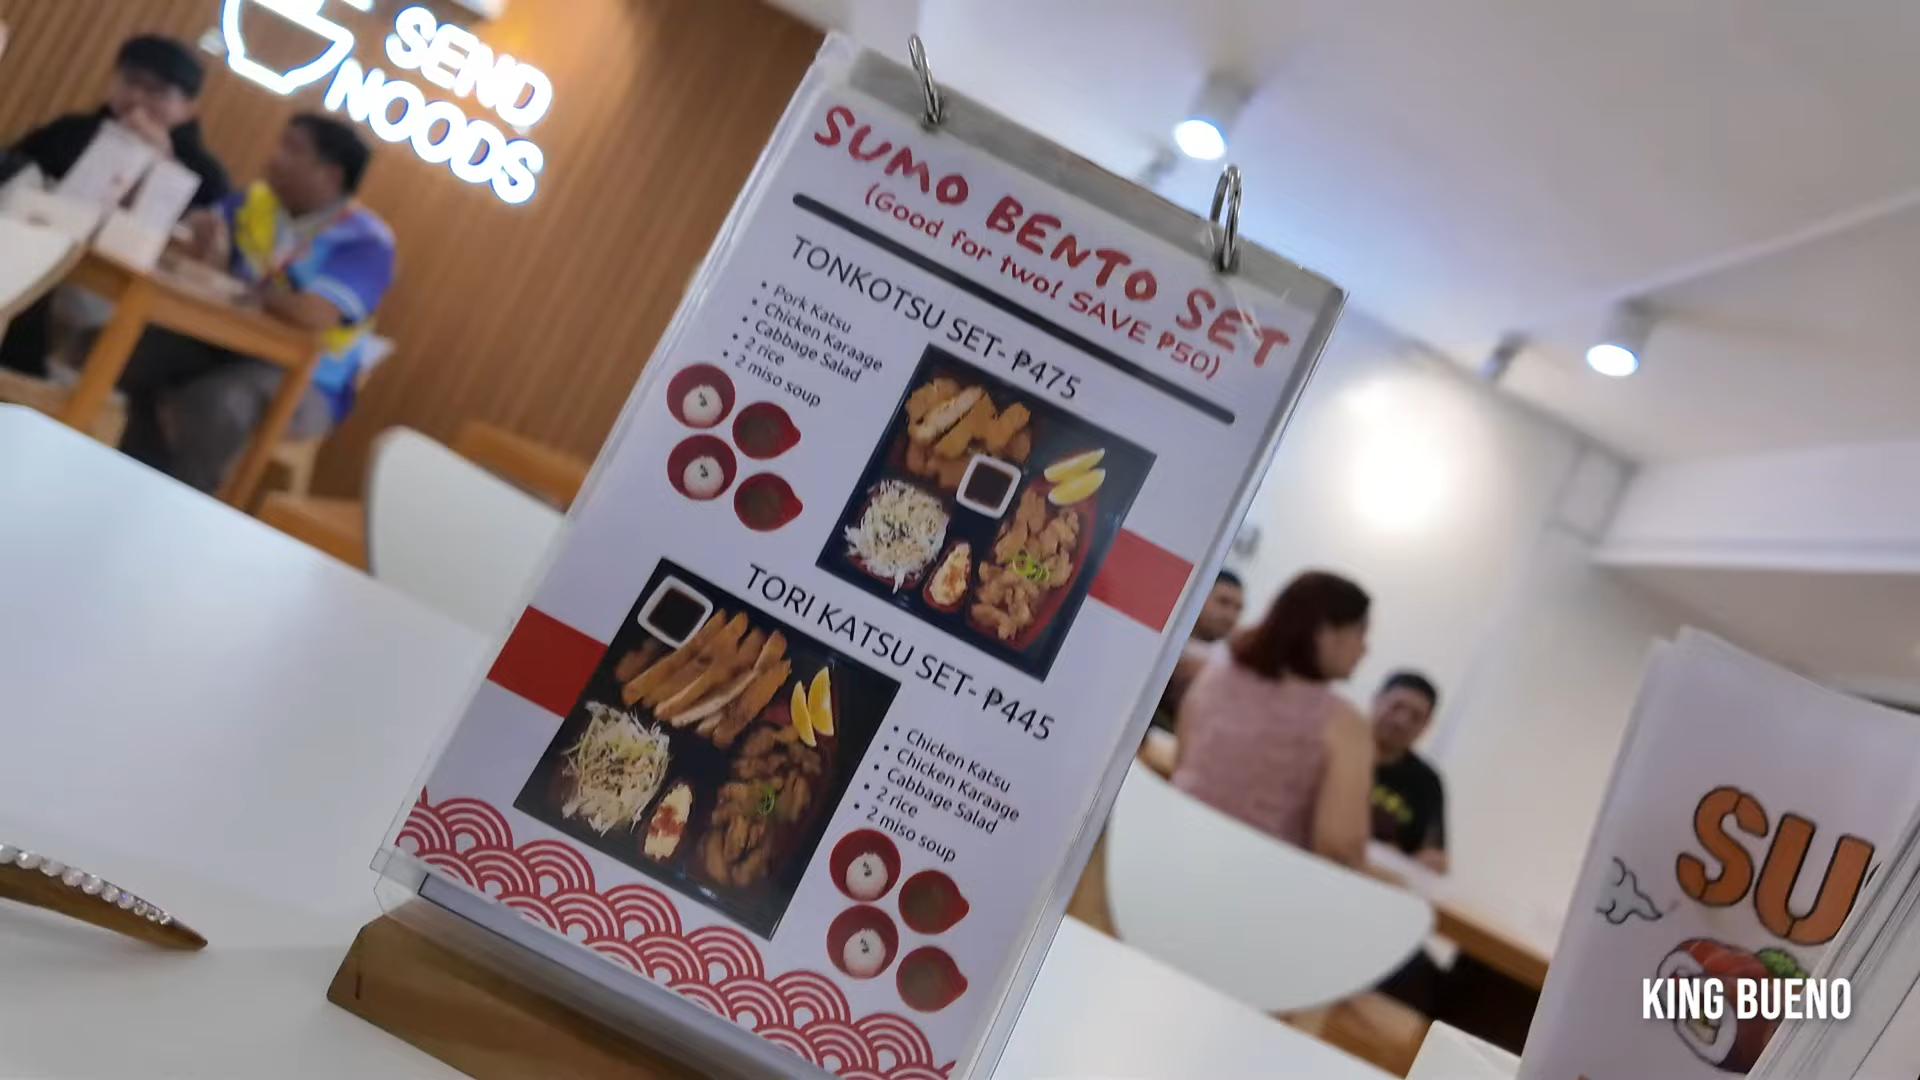 SEND
NOODS
SUMO BENTO SET
(Good for two! SAVE ₱50)
TONKOTSU SET- ₱475
• Pork Katsu
• Chicken Karaage
• Cabbage Salad
• 2 rice
• 2 miso soup
TORI KATSU SET- ₱445
• Chicken Katsu
• Chicken Karaage
• Cabbage Salad
• 2 rice
• 2 miso soup
SU
KING BUENO